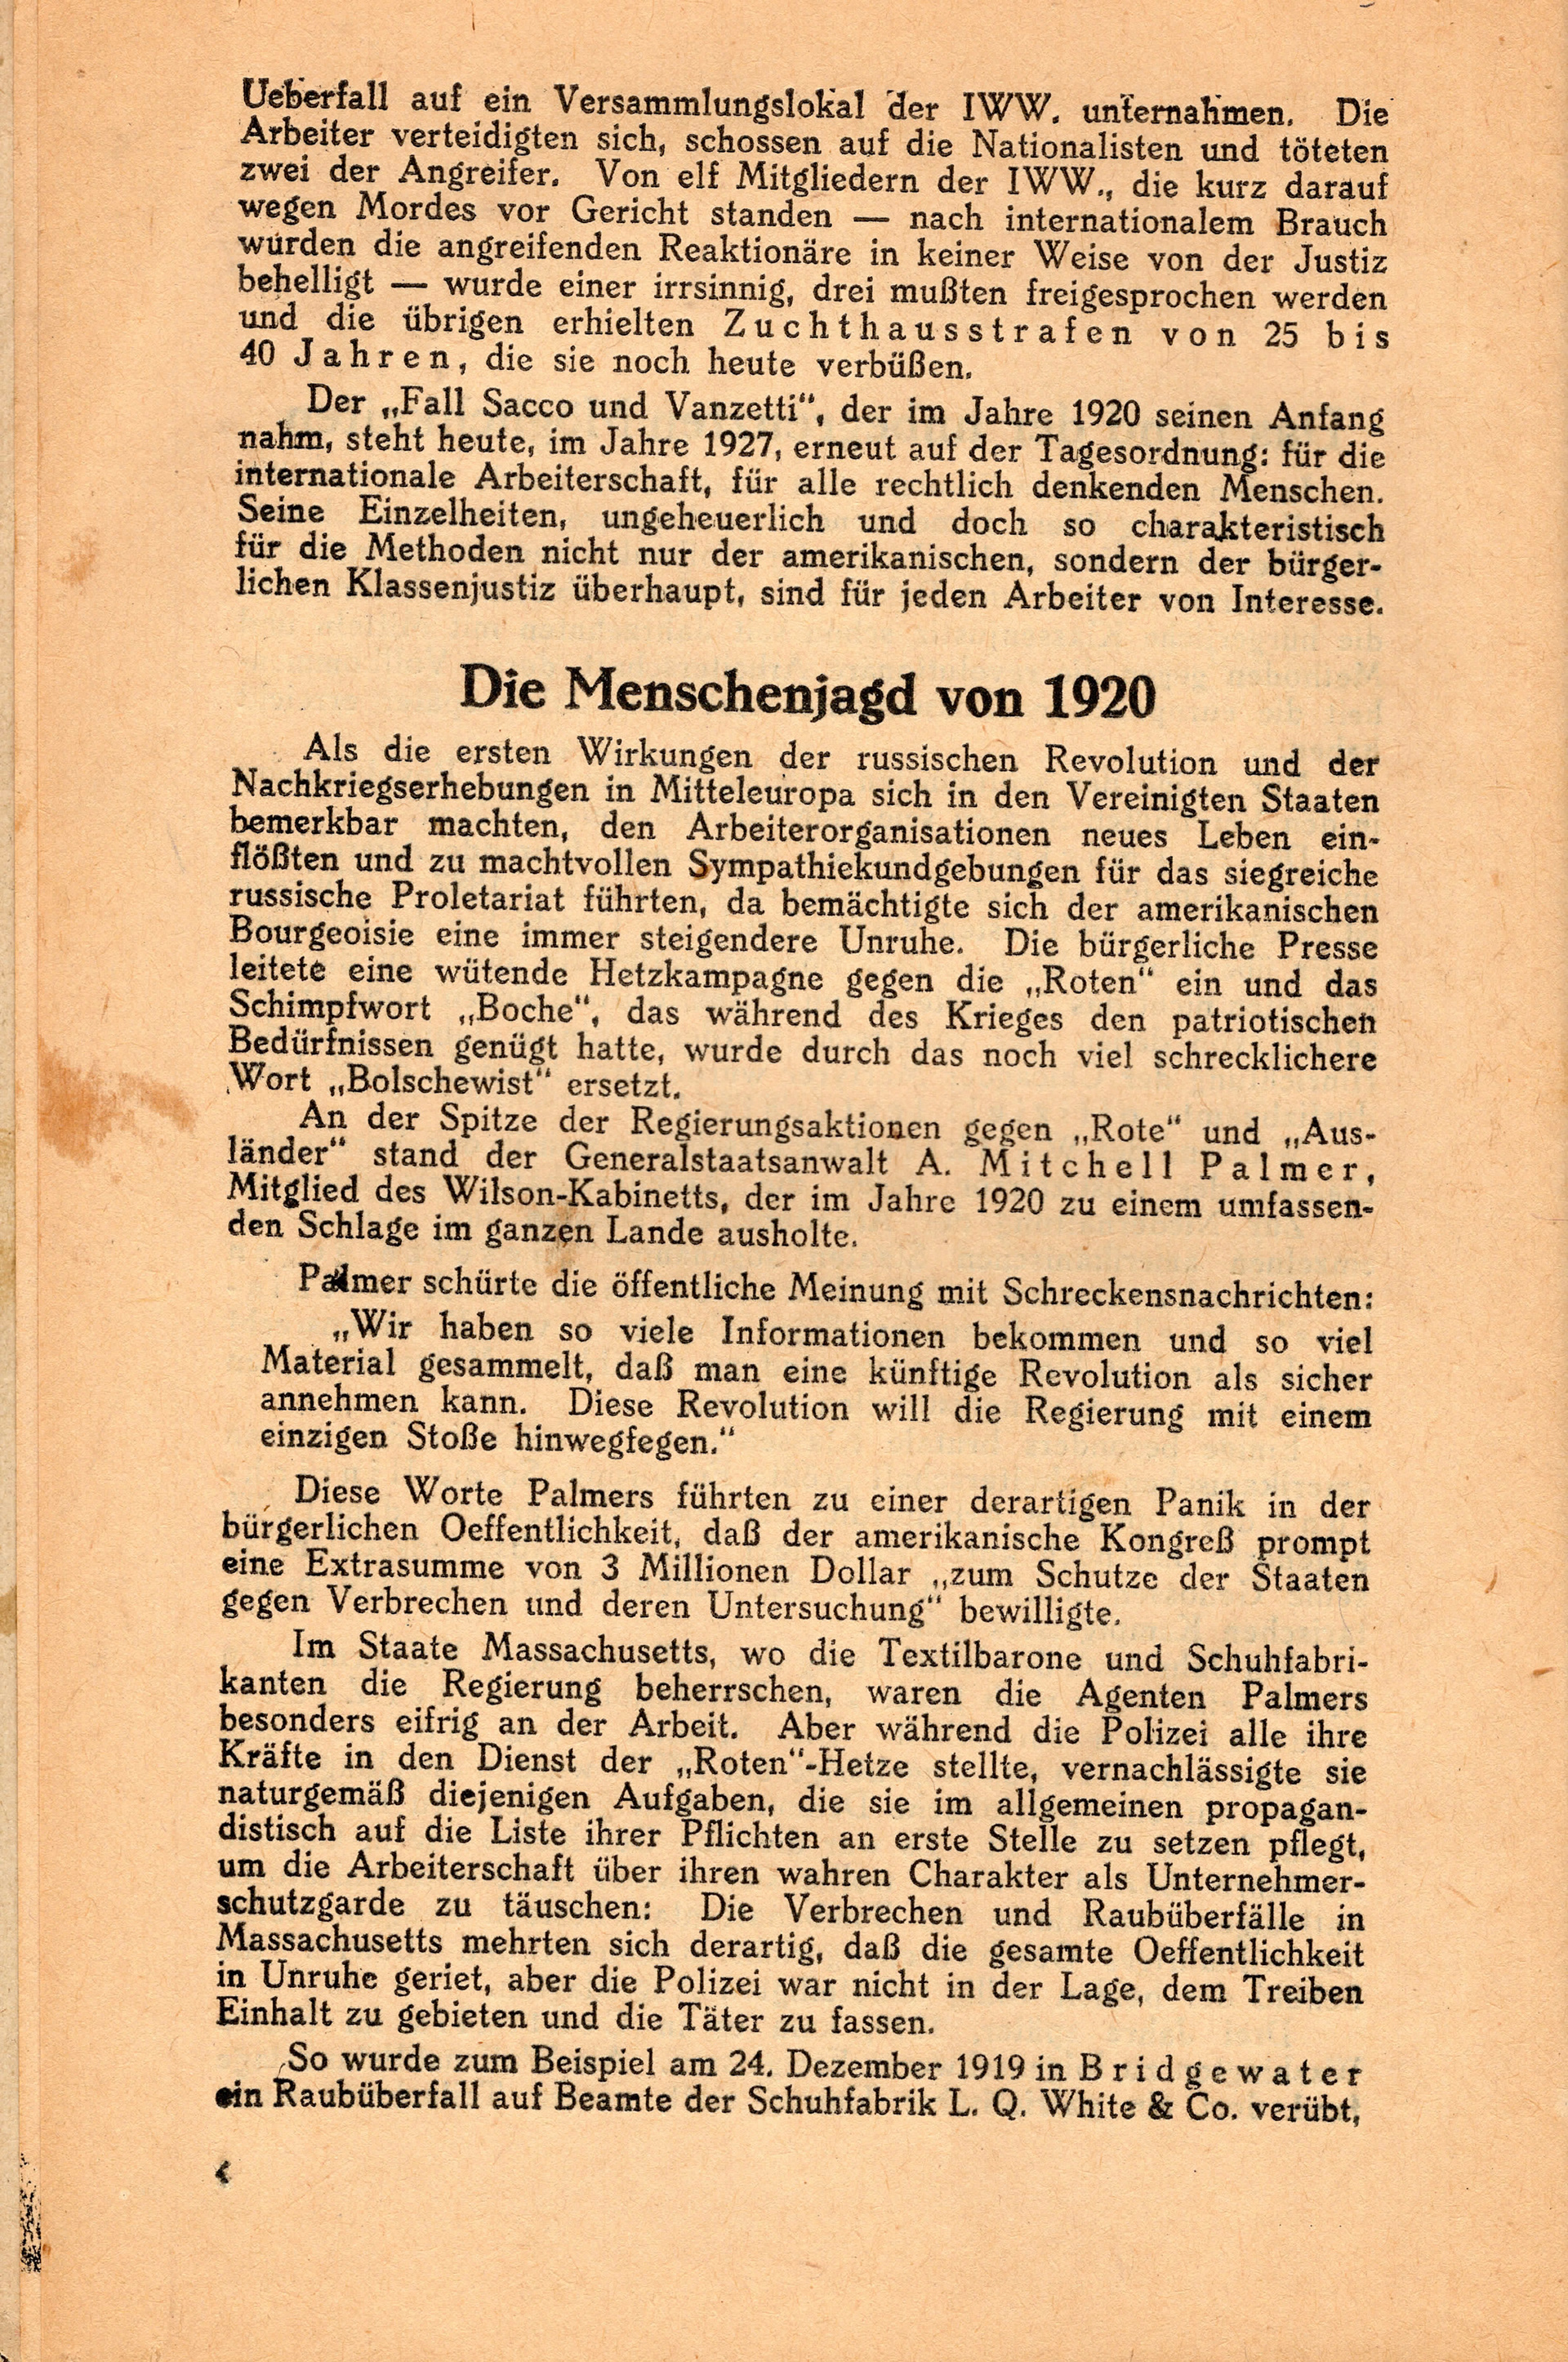 Ueberfall auf ein Versammlungslokal der IWW. unternahmen. Die
Arbeiter verteidigten sich, schossen auf die Nationalisten und töteten
zwei der Angreifer. Von elf Mitgliedern der IWW., die kurz darauf
wegen Mordes vor Gericht standen — nach internationalem Brauch
wurden die angreifenden Reaktionäre in keiner Weise von der Justiz
behelligt — wurde einer irrsinnig, drei mußten freigesprochen werden
und die übrigen erhielten Zuchthausstrafen von 25 bis
40 Jahren, die sie noch heute verbüßen.
Der „Fall Sacco und Vanzetti“, der im Jahre 1920 seinen Anfang
nahm, steht heute, im Jahre 1927, erneut auf der Tagesordnung: für die
internationale Arbeiterschaft, für alle rechtlich denkenden Menschen.
Seine Einzelheiten, ungeheuerlich und doch so charakteristisch
für die Methoden nicht nur der amerikanischen, sondern der bürger-
lichen Klassenjustiz überhaupt, sind für jeden Arbeiter von Interesse.
Die Menschenjagd von 1920
Als die ersten Wirkungen der russischen Revolution und der
Nachkriegserhebungen in Mitteleuropa sich in den Vereinigten Staaten
bemerkbar machten, den Arbeiterorganisationen neues Leben ein-
flößten und zu machtvollen Sympathiekundgebungen für das siegreiche
russische Proletariat führten, da bemächtigte sich der amerikanischen
Bourgeoisie eine immer steigendere Unruhe. Die bürgerliche Presse
leitete eine wütende Hetzkampagne gegen die „Roten“ ein und das
Schimpfwort „Boche“, das während des Krieges den patriotischen
Bedürfnissen genügt hatte, wurde durch das noch viel schrecklichere
Wort „Bolschewist“ ersetzt.
An der Spitze der Regierungsaktionen gegen „Rote“ und „Aus-
länder“ stand der Generalstaatsanwalt A. Mitchell Palmer,
Mitglied des Wilson-Kabinetts, der im Jahre 1920 zu einem umfassen-
den Schlage im ganzen Lande ausholte.
Palmer schürte die öffentliche Meinung mit Schreckensnachrichten:
„Wir haben so viele Informationen bekommen und so viel
Material gesammelt, daß man eine künftige Revolution als sicher
annehmen kann. Diese Revolution will die Regierung mit einem
einzigen Stoße hinwegfegen.“
Diese Worte Palmers führten zu einer derartigen Panik in der
bürgerlichen Oeffentlichkeit, daß der amerikanische Kongreß prompt
eine Extrasumme von 3 Millionen Dollar „zum Schutze der Staaten
gegen Verbrechen und deren Untersuchung“ bewilligte.
Im Staate Massachusetts, wo die Textilbarone und Schuhfabri-
kanten die Regierung beherrschen, waren die Agenten Palmers
besonders eifrig an der Arbeit. Aber während die Polizei alle ihre
Kräfte in den Dienst der „Roten“-Hetze stellte, vernachlässigte sie
naturgemäß diejenigen Aufgaben, die sie im allgemeinen propagan-
distisch auf die Liste ihrer Pflichten an erste Stelle zu setzen pflegt,
um die Arbeiterschaft über ihren wahren Charakter als Unternehmer-
schutzgarde zu täuschen: Die Verbrechen und Raubüberfälle in
Massachusetts mehrten sich derartig, daß die gesamte Oeffentlichkeit
in Unruhe geriet, aber die Polizei war nicht in der Lage, dem Treiben
Einhalt zu gebieten und die Täter zu fassen.
So wurde zum Beispiel am 24. Dezember 1919 in Bridgewater
ein Raubüberfall auf Beamte der Schuhfabrik L. Q. White & Co. verübt,